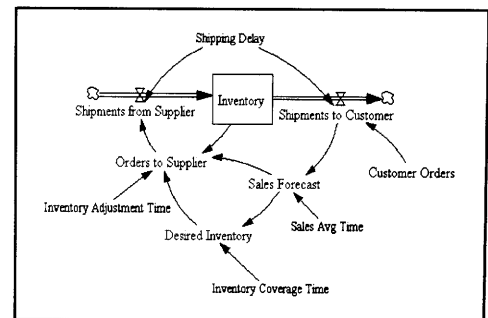 Shipping Delay
Inventory
Shipments from Supplier
Shipments to Customer
Orders to Supplier
Customer Orders
Sales Forecast
Inventory Adjustment Time
Sales Avg Time
Desired Inventory
Inventory Coverage Time